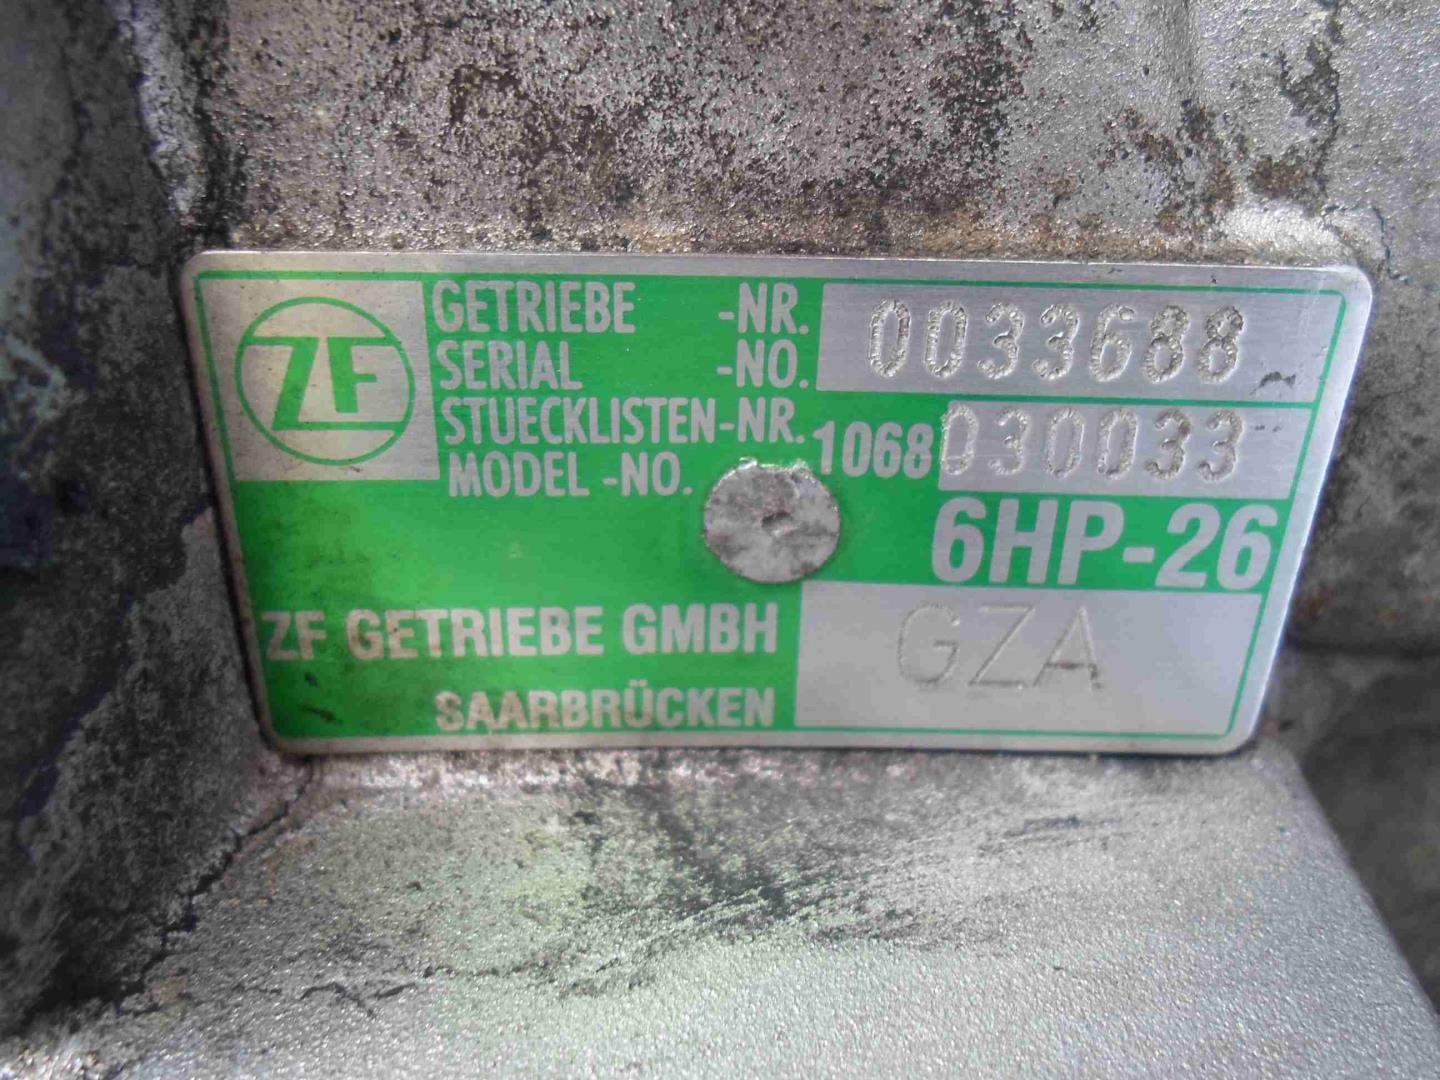 ZF
GETRIEBE -NR. 0033688
SERIAL -NO.
STUECKLISTEN-NR. 1068030033
MODEL -NO.
6HP-26
ZF GETRIEBE GMBH GZA
SAARBRÜCKEN